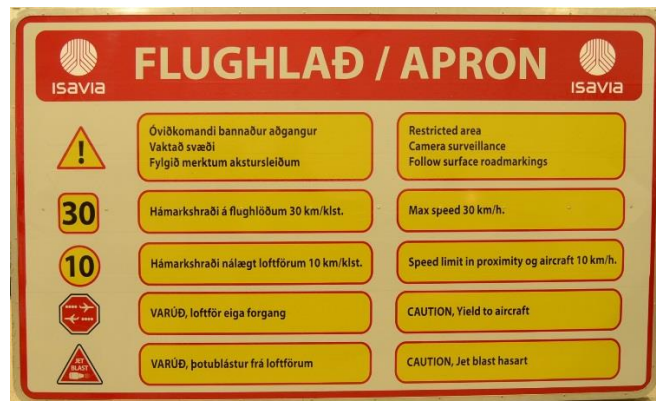 FLUGHLAÐ / APRON
ISAVIA
ISAVIA
!
Óviðkomandi bannaður aðgangur
Vaktað svæði
Fylgið merktum akstursleiðum
Restricted area
Camera surveillance
Follow surface roadmarkings
30
Hámarkshraði á flughlöðum 30 km/klst.
Max speed 30 km/h.
10
Hámarkshraði nálægt loftförum 10 km/klst.
Speed limit in proximity og aircraft 10 km/h.
VARÚÐ, loftför eiga forgang
CAUTION, Yield to aircraft
JET
BLAST
VARÚÐ, þotublástur frá loftförum
CAUTION, Jet blast hasart